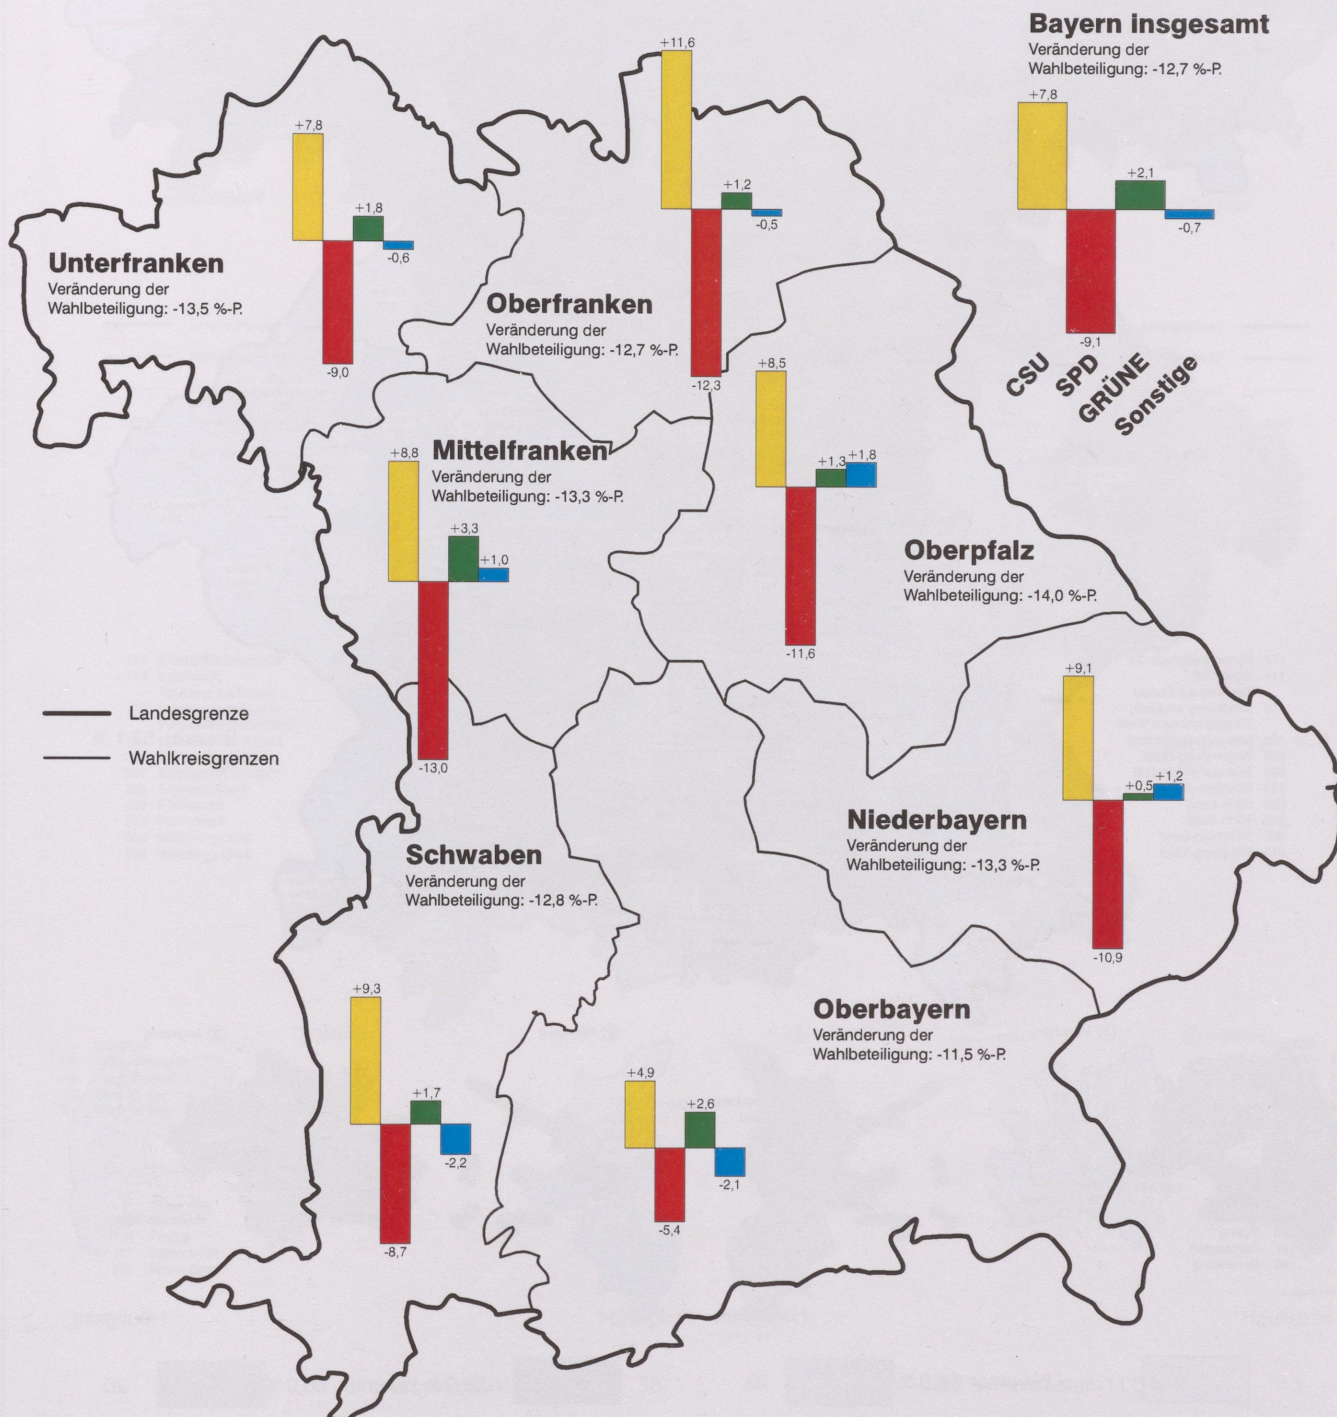 Bayern insgesamt
Veränderung der
Wahlbeteiligung: -12,7 %-P.
+7,8
+2,1
-0,7
-9,1
CSU
SPD
GRÜNE
Sonstige
+7,8
+1,8
-0,6
-9,0
Unterfranken
Veränderung der
Wahlbeteiligung: -13,5 %-P.
+11,6
+1,2
-0,5
-12,3
Oberfranken
Veränderung der
Wahlbeteiligung: -12,7 %-P.
+8,8
+3,3
+1,0
-13,0
Mittelfranken
Veränderung der
Wahlbeteiligung: -13,3 %-P.
+8,5
+1,3
+1,8
-11,6
Oberpfalz
Veränderung der
Wahlbeteiligung: -14,0 %-P.
Landesgrenze
Wahlkreisgrenzen
+9,1
+0,5
+1,2
-10,9
Niederbayern
Veränderung der
Wahlbeteiligung: -13,3 %-P.
Schwaben
Veränderung der
Wahlbeteiligung: -12,8 %-P.
+9,3
+1,7
-2,2
-8,7
Oberbayern
Veränderung der
Wahlbeteiligung: -11,5 %-P.
+4,9
+2,6
-2,1
-5,4